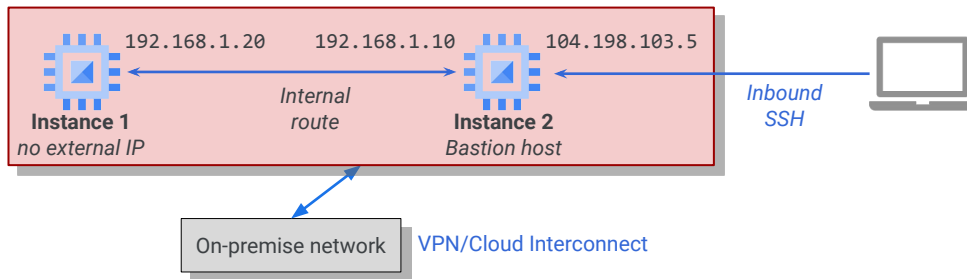 192.168.1.20
192.168.1.10
104.198.103.5
Internal
route
Inbound
SSH
Instance 1
no external IP
Instance 2
Bastion host
On-premise network
VPN/Cloud Interconnect